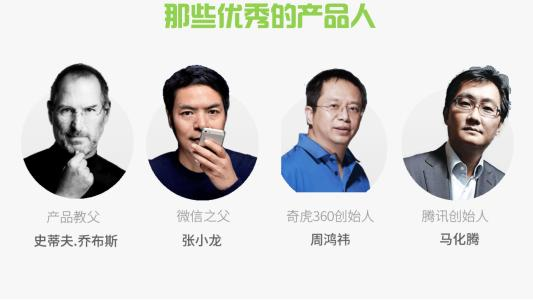 那些优秀的产品人
产品教父 微信之父 奇虎360创始人 腾讯创始人
史蒂夫.乔布斯 张小龙 周鸿祎 马化腾